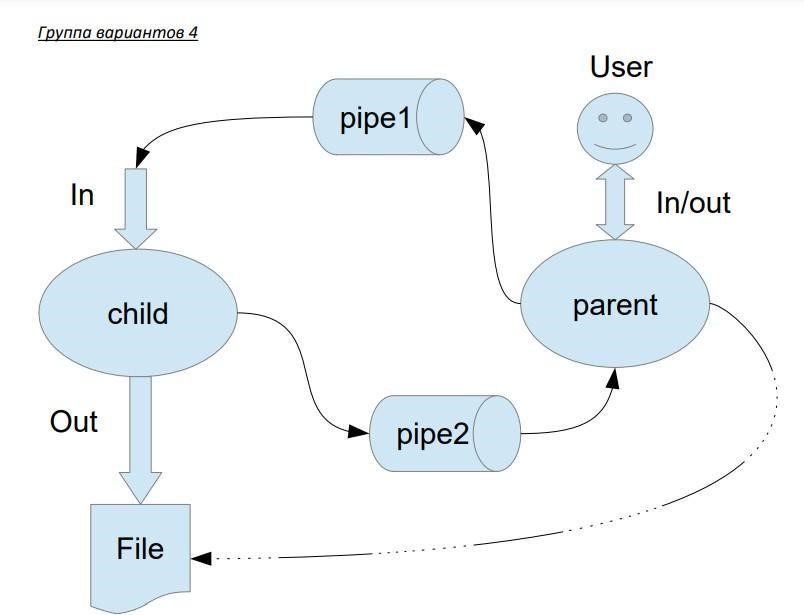 Группа вариантов 4
User
pipe1
In
In/out
child
parent
Out
pipe2
File